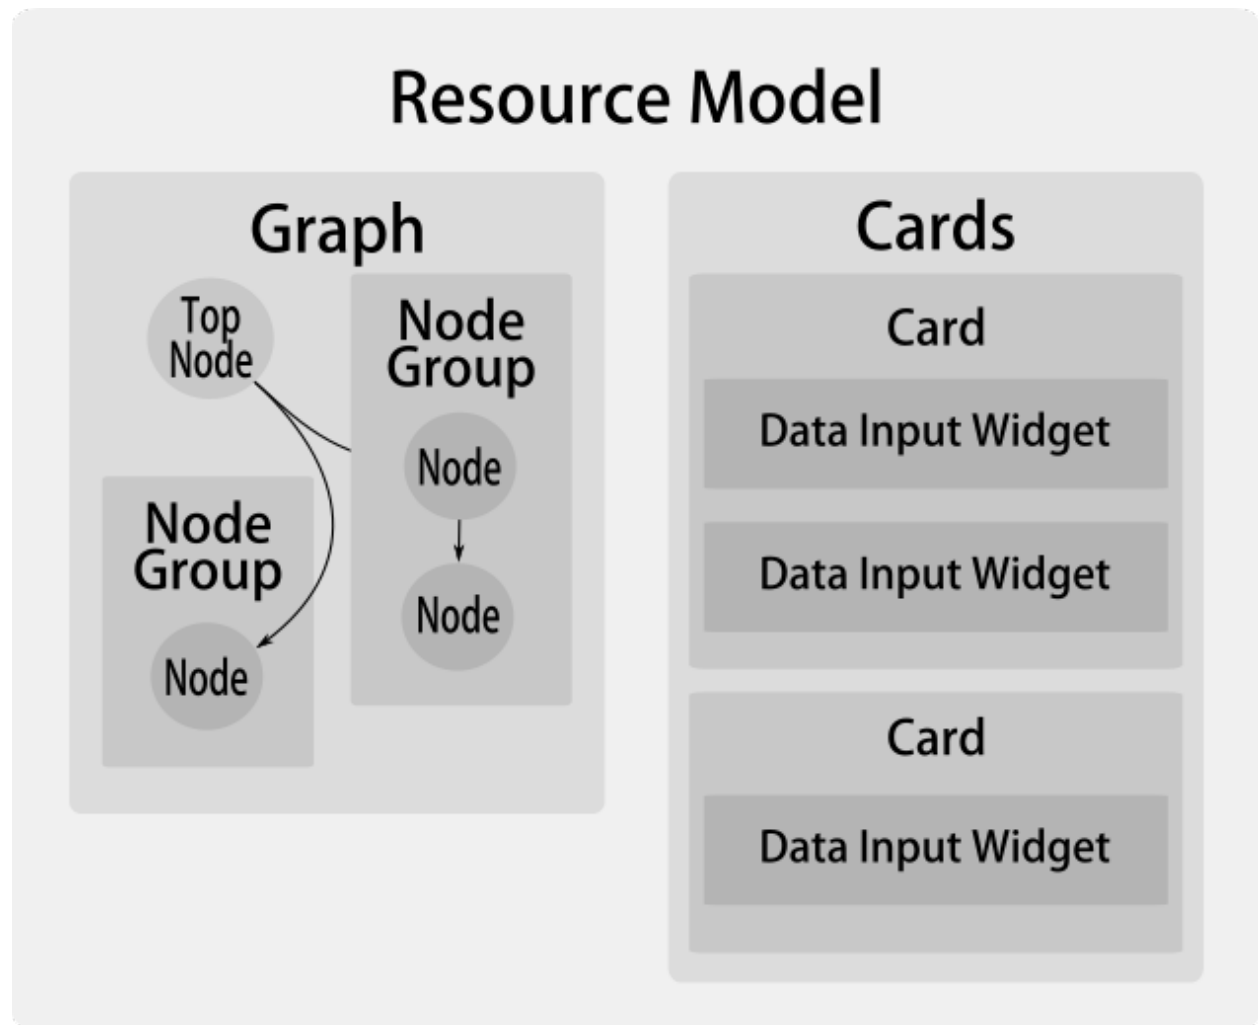 Resource Model
Graph
Top
Node
Node
Group
Node
Node
Node
Group
Node
Cards
Card
Data Input Widget
Data Input Widget
Card
Data Input Widget